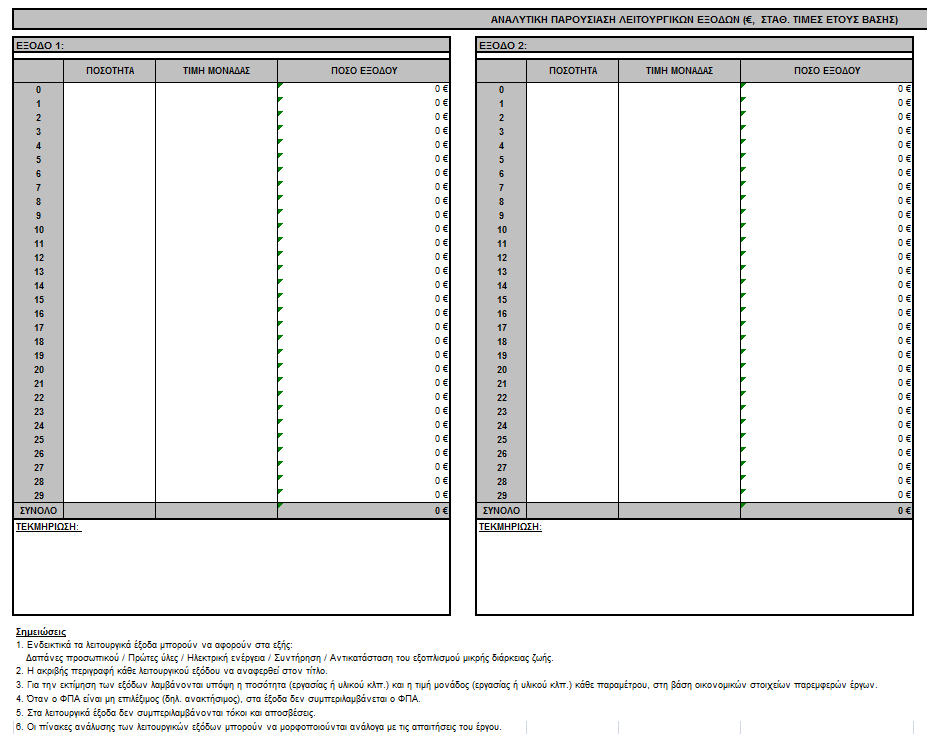 ΑΝΑΛΥΤΙΚΗ ΠΑΡΟΥΣΙΑΣΗ ΛΕΙΤΟΥΡΓΙΚΩΝ ΕΞΟΔΩΝ (€, ΣΤΑΘ. ΤΙΜΕΣ ΕΤΟΥΣ ΒΑΣΗΣ)
ΕΞΟΔΟ 1: ΕΞΟΔΟ 2:
ΠΟΣΟΤΗΤΑ ΤΙΜΗ ΜΟΝΑΔΑΣ ΠΟΣΟ ΕΞΟΔΟΥ ΠΟΣΟΤΗΤΑ ΤΙΜΗ ΜΟΝΑΔΑΣ ΠΟΣΟ ΕΞΟΔΟΥ
0 0 € 0 0 €
1 0 € 1 0 €
2 0 € 2 0 €
3 0 € 3 0 €
4 0 € 4 0 €
5 0 € 5 0 €
6 0 € 6 0 €
7 0 € 7 0 €
8 0 € 8 0 €
9 0 € 9 0 €
10 0 € 10 0 €
11 0 € 11 0 €
12 0 € 12 0 €
13 0 € 13 0 €
14 0 € 14 0 €
15 0 € 15 0 €
16 0 € 16 0 €
17 0 € 17 0 €
18 0 € 18 0 €
19 0 € 19 0 €
20 0 € 20 0 €
21 0 € 21 0 €
22 0 € 22 0 €
23 0 € 23 0 €
24 0 € 24 0 €
25 0 € 25 0 €
26 0 € 26 0 €
27 0 € 27 0 €
28 0 € 28 0 €
29 0 € 29 0 €
ΣΥΝΟΛΟ 0 € ΣΥΝΟΛΟ 0 €
ΤΕΚΜΗΡΙΩΣΗ: ΤΕΚΜΗΡΙΩΣΗ:
Σημειώσεις
1. Ενδεικτικά τα λειτουργικά έξοδα μπορούν να αφορούν στα εξής:
Δαπάνες προσωπικού / Πρώτες ύλες / Ηλεκτρική ενέργεια / Συντήρηση / Αντικατάσταση του εξοπλισμού μικρής διάρκειας ζωής.
2. Η ακριβής περιγραφή κάθε λειτουργικού εξόδου να αναφερθεί στον τίτλο.
3. Για την εκτίμηση των εξόδων λαμβάνονται υπόψη η ποσότητα (εργασίας ή υλικού κλπ.) και η τιμή μονάδος (εργασίας ή υλικού κλπ.) κάθε παραμέτρου, στη βάση οικονομικών στοιχείων παρεμφερών έργων.
4. Όταν ο ΦΠΑ είναι μη επιλέξιμος (δηλ. ανακτήσιμος), στα έξοδα δεν συμπεριλαμβάνεται ο ΦΠΑ.
5. Στα λειτουργικά έξοδα δεν συμπεριλαμβάνονται τόκοι και αποσβέσεις.
6. Οι πίνακες ανάλυσης των λειτουργικών εξόδων μπορούν να μορφοποιούνται ανάλογα με τις απαιτήσεις του έργου.